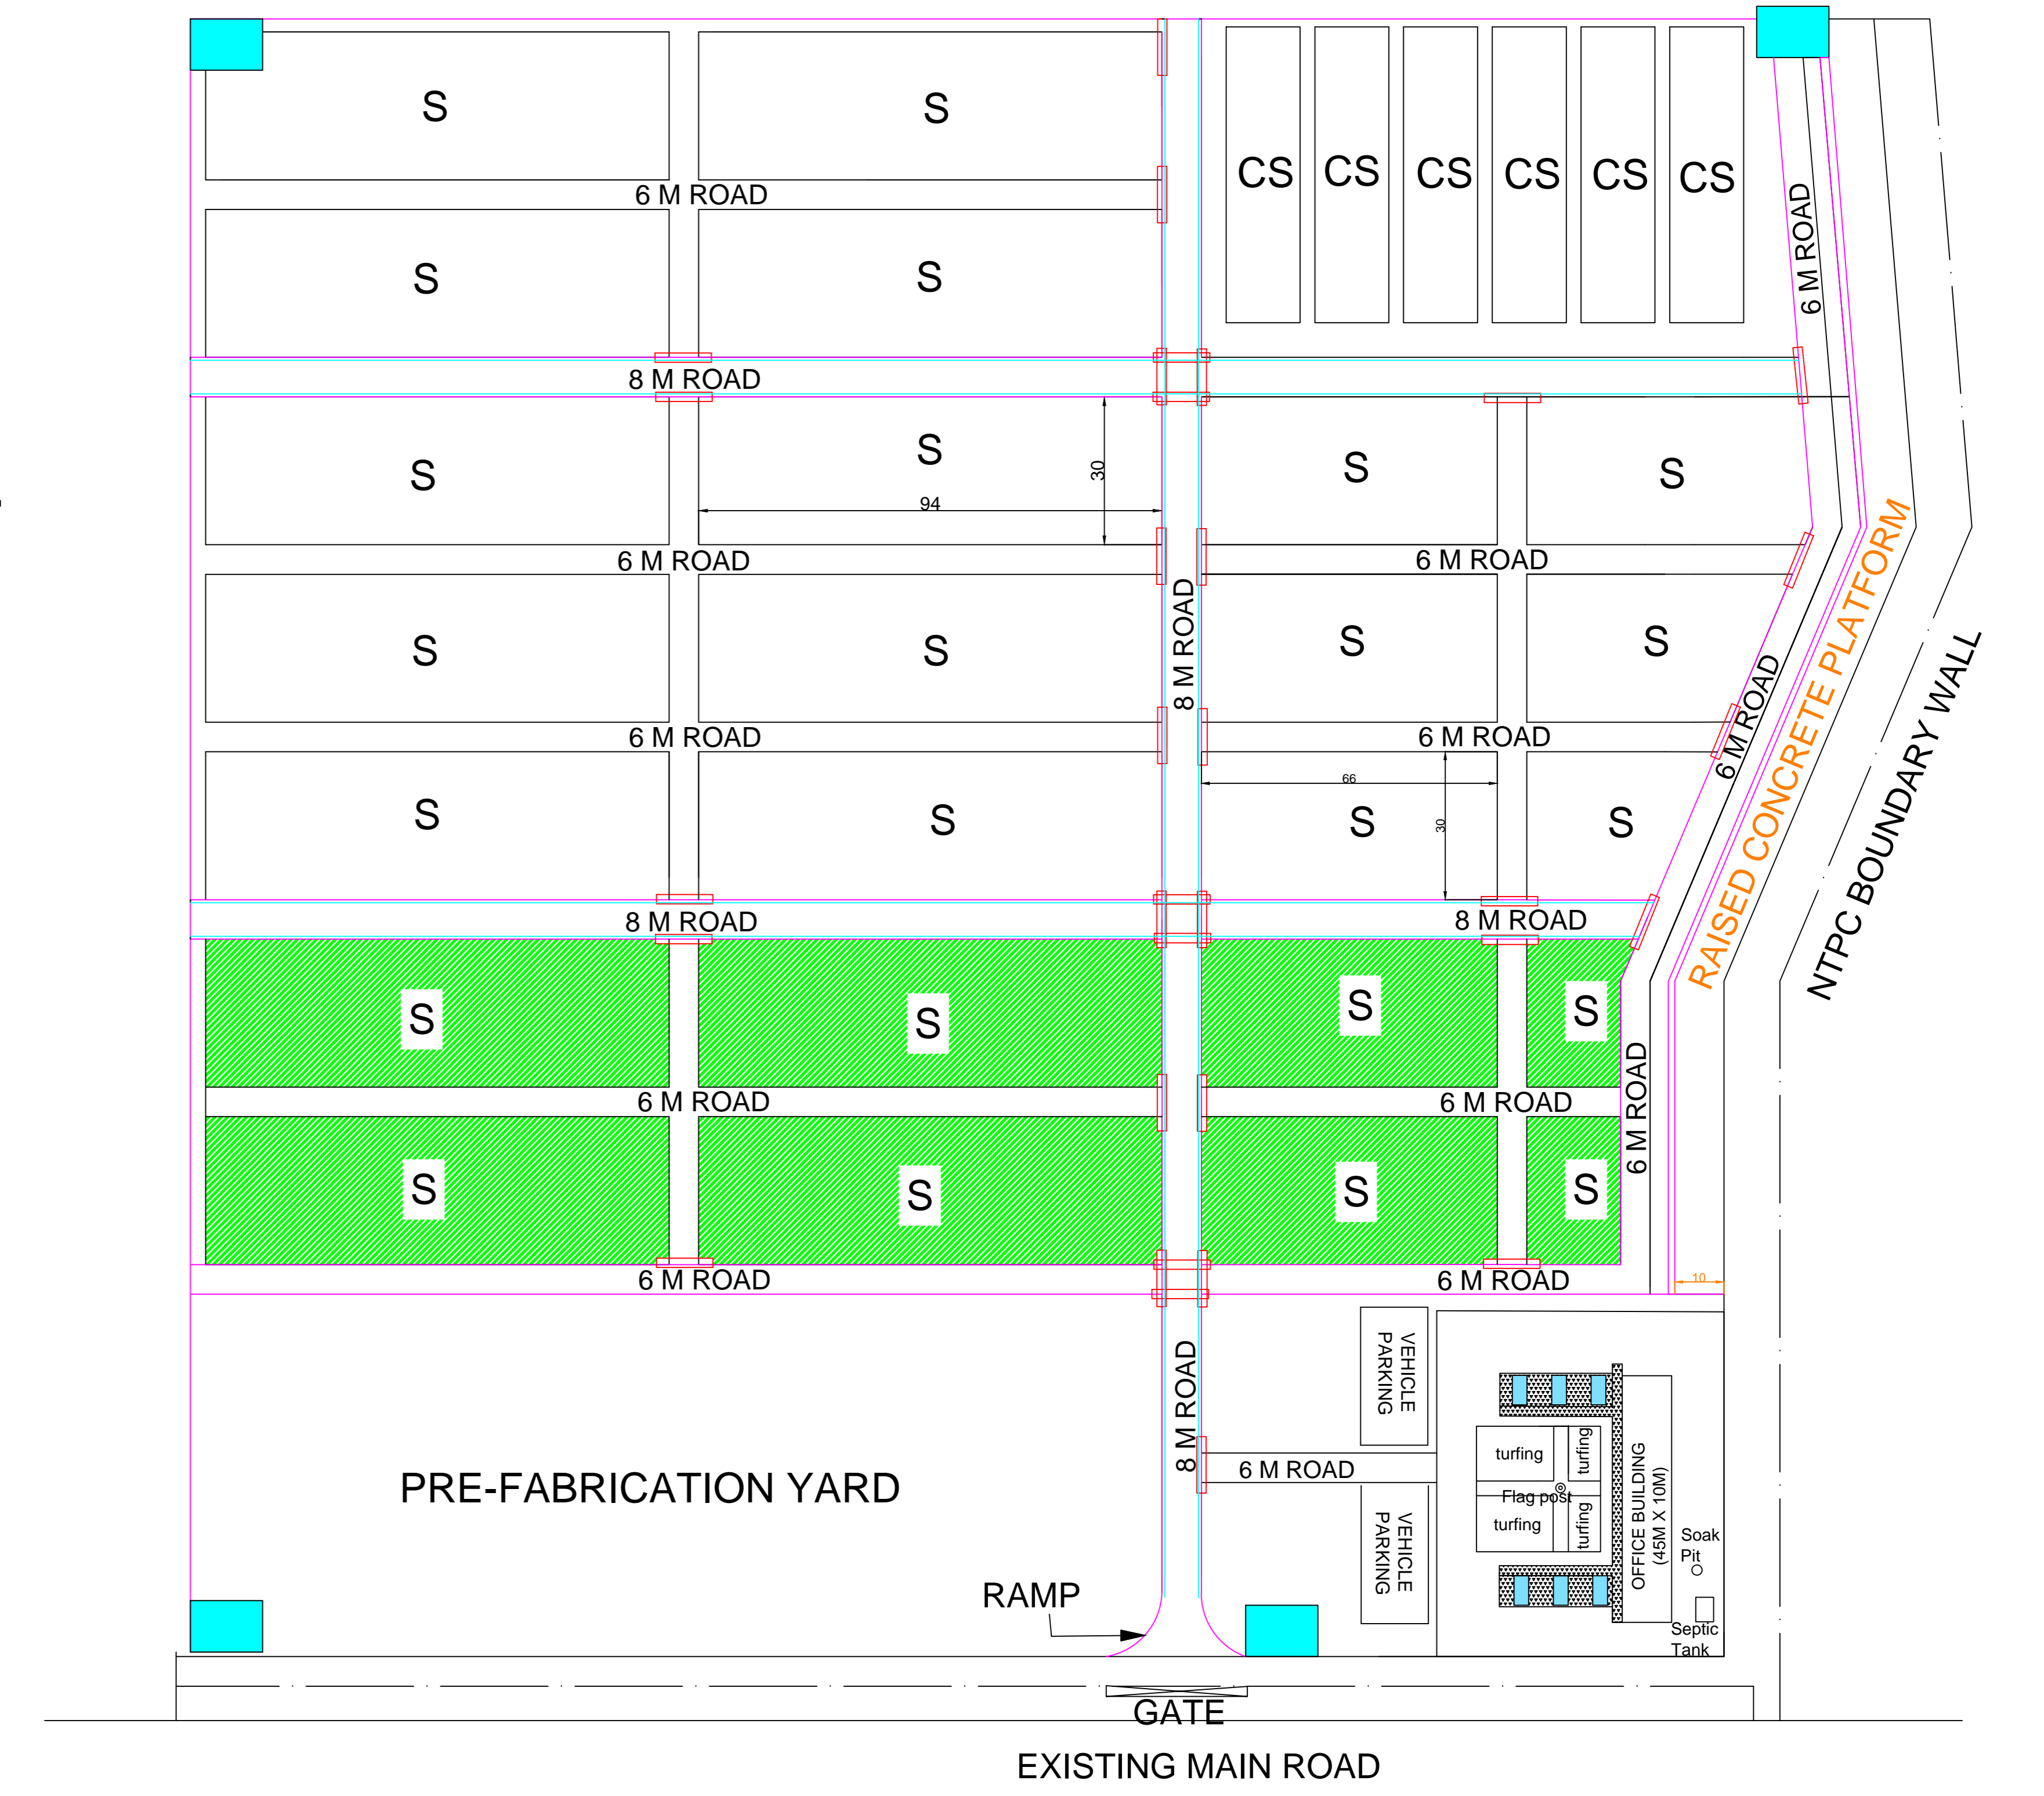 S
S
CS
CS
CS
CS
CS
CS
6 M ROAD
6 M ROAD
S
S
8 M ROAD
S
S
30
94
S
S
6 M ROAD
6 M ROAD
8 M ROAD
S
S
S
S
6 M ROAD
6 M ROAD
6 M ROAD
RAISED CONCRETE PLATFORM
NTPC BOUNDARY WALL
66
30
S
S
S
S
8 M ROAD
8 M ROAD
S
S
S
S
6 M ROAD
6 M ROAD
6 M ROAD
S
S
S
S
6 M ROAD
6 M ROAD
10
8 M ROAD
VEHICLE
PARKING
6 M ROAD
PRE-FABRICATION YARD
turfing
turfing
Flag post
turfing
turfing
OFFICE BUILDING
(45M X 10M)
Soak
Pit
VEHICLE
PARKING
Septic
Tank
RAMP
GATE
EXISTING MAIN ROAD